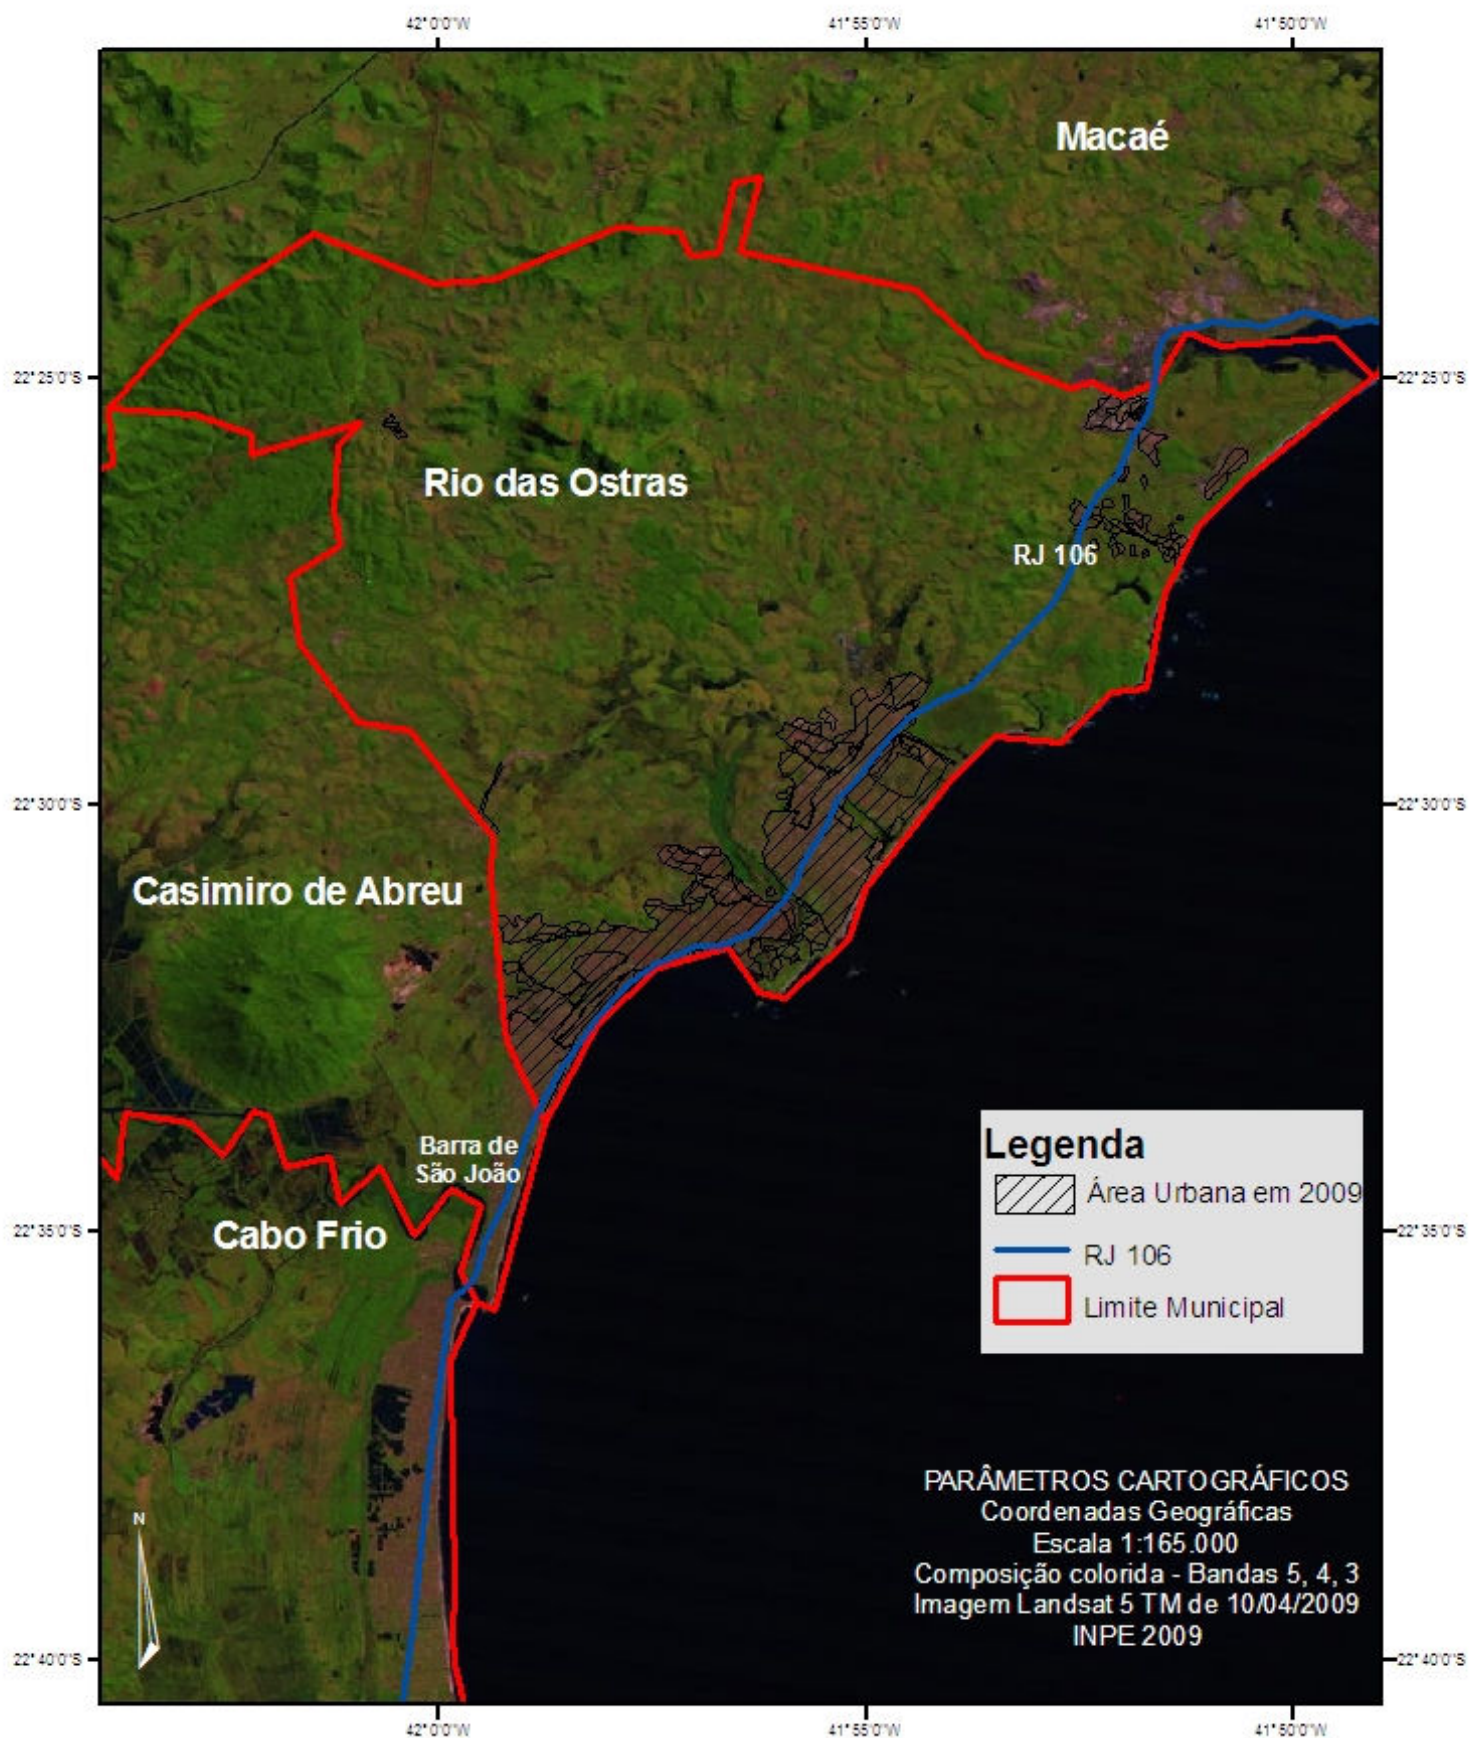 42°0'0"W
41°55'0"W
41°50'0"W
Macaé
22°25'0"S
22°25'0"S
Rio das Ostras
RJ 106
22°30'0"S
22°30'0"S
Casimiro de Abreu
Barra de
São João
Cabo Frio
Legenda
Área Urbana em 2009
RJ 106
Limite Municipal
22°35'0"S
22°35'0"S
PARÂMETROS CARTOGRÁFICOS
Coordenadas Geográficas
Escala 1:165.000
Composição colorida - Bandas 5, 4, 3
Imagem Landsat 5 TM de 10/04/2009
INPE 2009
N
22°40'0"S
22°40'0"S
42°0'0"W
41°55'0"W
41°50'0"W